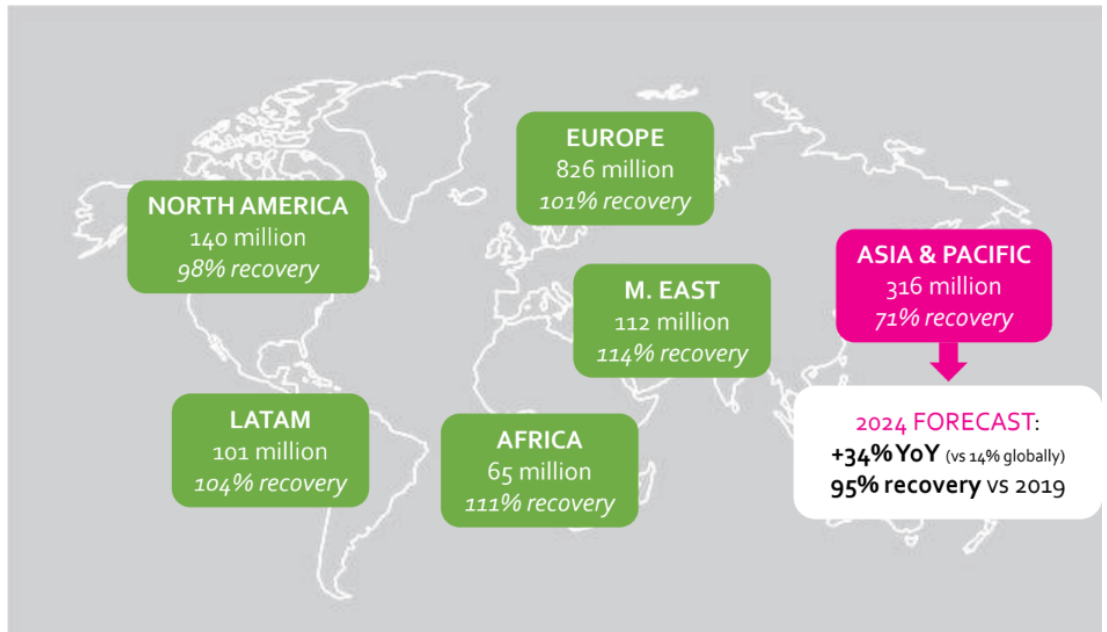 EUROPE
826 million
101% recovery
NORTH AMERICA
140 million
98% recovery
ASIA & PACIFIC
316 million
71% recovery
M. EAST
112 million
114% recovery
LATAM
101 million
104% recovery
AFRICA
65 million
111% recovery
2024 FORECAST:
+34% YoY (vs 14% globally)
95% recovery vs 2019